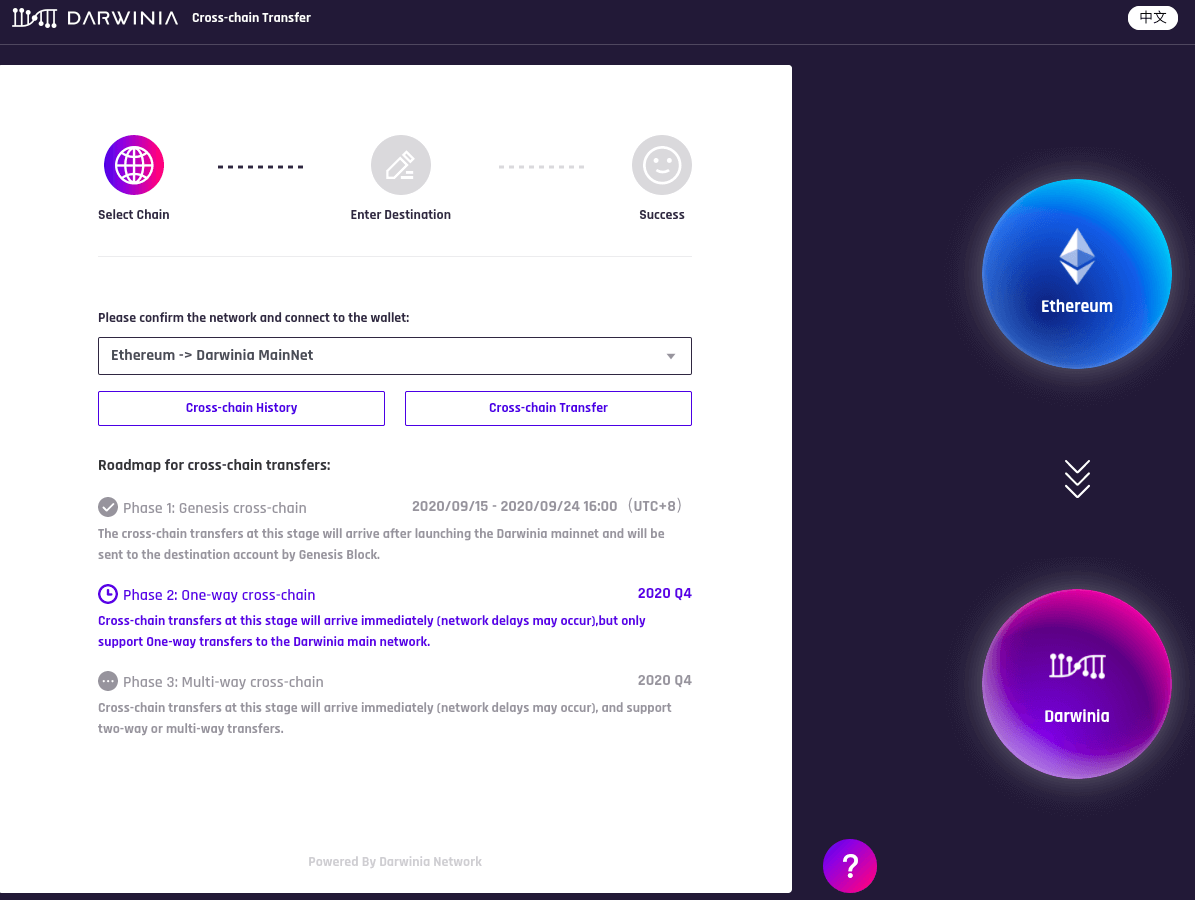 DARWINIA Cross-chain Transfer 中文
Select Chain Enter Destination Success
Please confirm the network and connect to the wallet:
Ethereum -> Darwinia MainNet
Cross-chain History Cross-chain Transfer
Roadmap for cross-chain transfers:
Phase 1: Genesis cross-chain 2020/09/15 - 2020/09/24 16:00（UTC+8）
The cross-chain transfers at this stage will arrive after launching the Darwinia mainnet and will be
sent to the destination account by Genesis Block.
Phase 2: One-way cross-chain 2020 Q4
Cross-chain transfers at this stage will arrive immediately (network delays may occur),but only
support One-way transfers to the Darwinia main network.
Phase 3: Multi-way cross-chain 2020 Q4
Cross-chain transfers at this stage will arrive immediately (network delays may occur), and support
two-way or multi-way transfers.
Powered By Darwinia Network
Ethereum
Darwinia
?